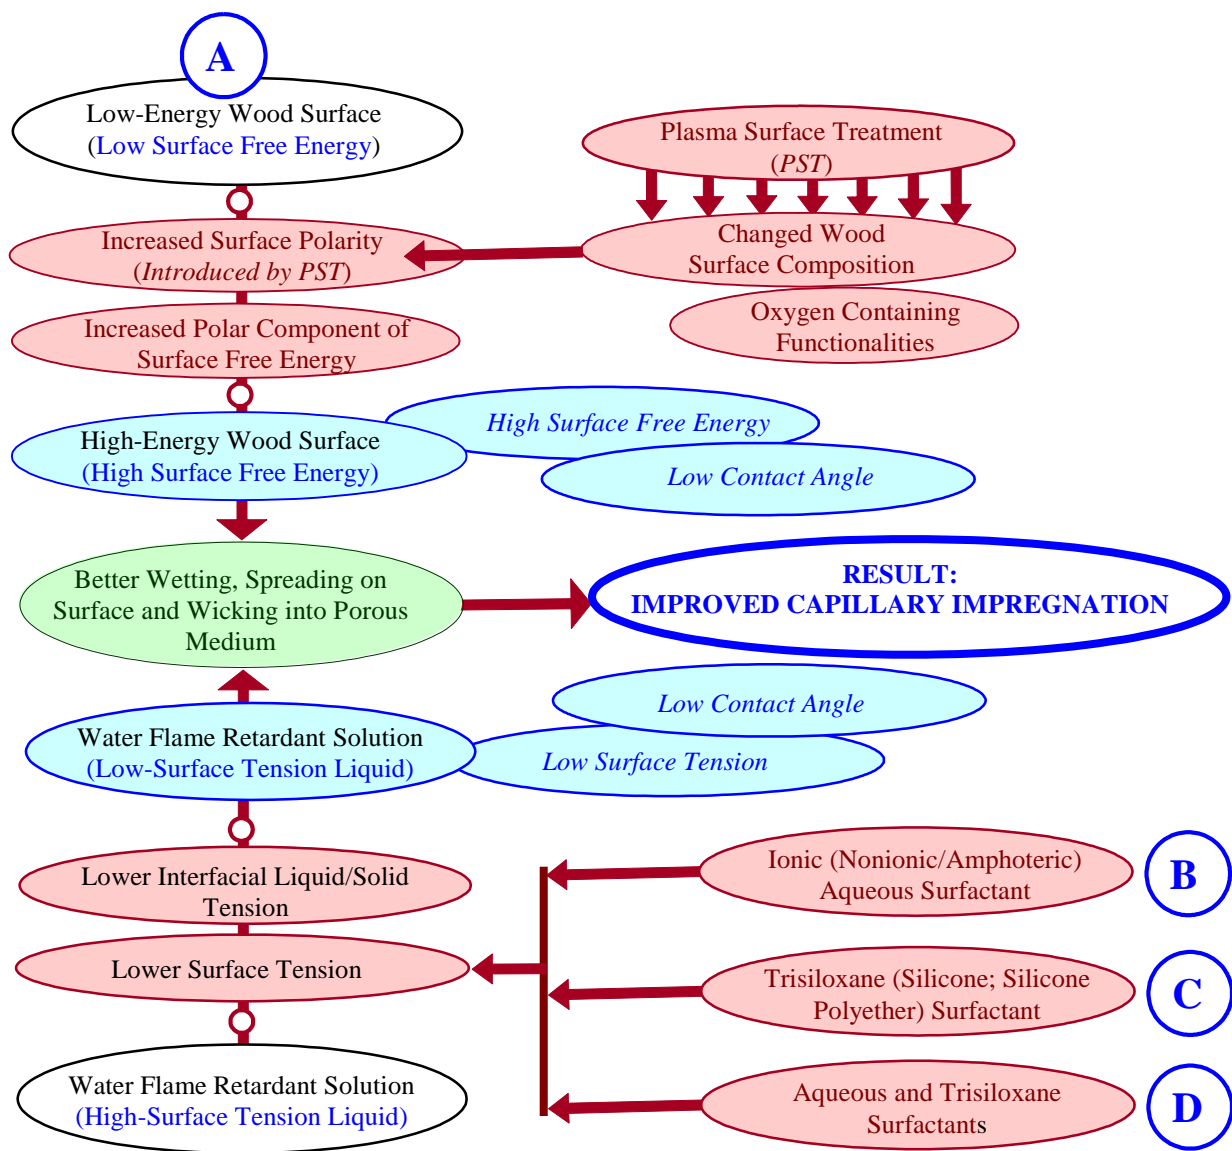 A
Low-Energy Wood Surface
(Low Surface Free Energy)
Plasma Surface Treatment
(PST)
Increased Surface Polarity
(Introduced by PST)
Changed Wood
Surface Composition
Increased Polar Component of
Surface Free Energy
Oxygen Containing
Functionalities
High-Energy Wood Surface
(High Surface Free Energy)
High Surface Free Energy
Low Contact Angle
Better Wetting, Spreading on
Surface and Wicking into Porous
Medium
RESULT:
IMPROVED CAPILLARY IMPREGNATION
Water Flame Retardant Solution
(Low-Surface Tension Liquid)
Low Contact Angle
Low Surface Tension
Lower Interfacial Liquid/Solid
Tension
Ionic (Nonionic/Amphoteric)
Aqueous Surfactant
B
Lower Surface Tension
Trisiloxane (Silicone; Silicone
Polyether) Surfactant
C
Water Flame Retardant Solution
(High-Surface Tension Liquid)
Aqueous and Trisiloxane
Surfactants
D